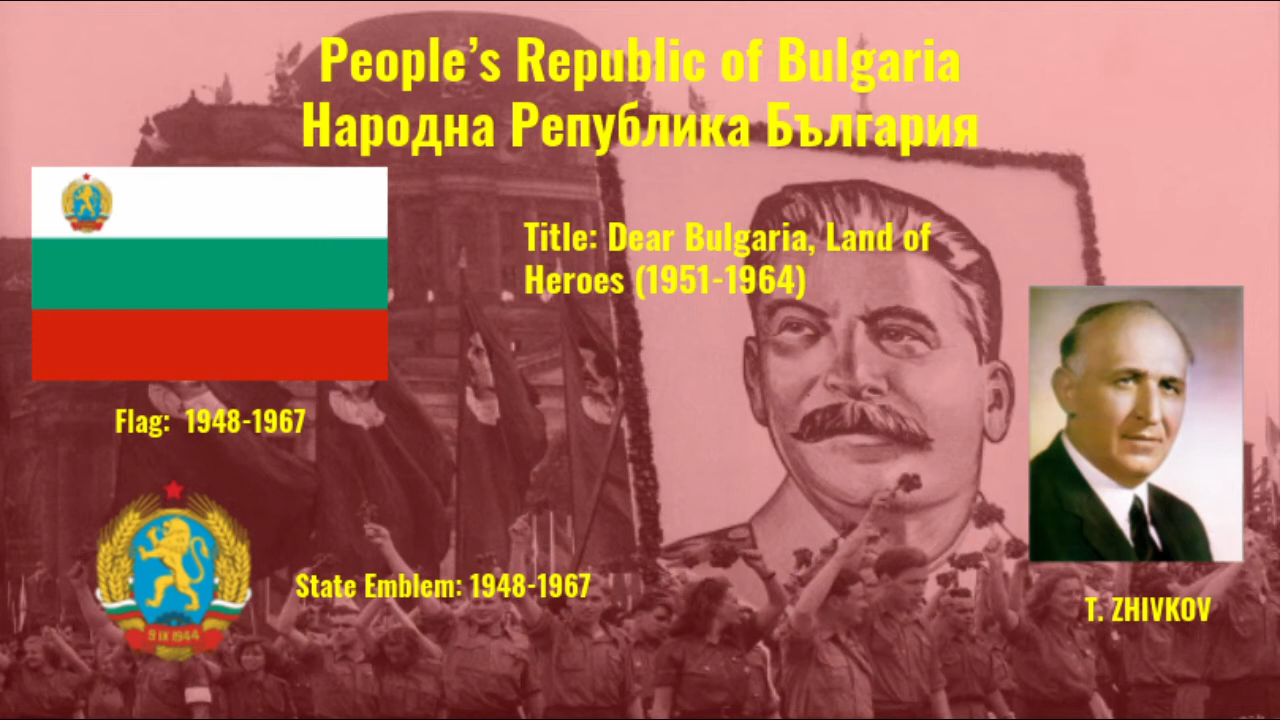 People’s Republic of Bulgaria
Народна Република България
Title: Dear Bulgaria, Land of
Heroes (1951-1964)
Flag:  1948-1967
State Emblem: 1948-1967
9 IX 1944
T. ZHIVKOV